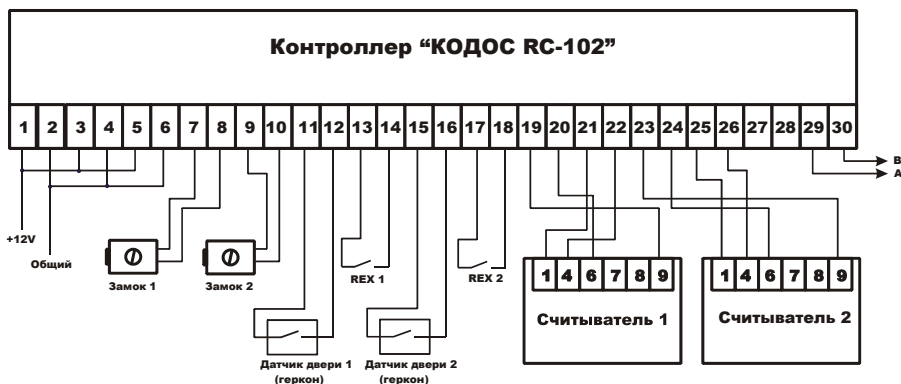 Контроллер “КОДОС RC-102”
1 2 3 4 5 6 7 8 9 10 11 12 13 14 15 16 17 18 19 20 21 22 23 24 25 26 27 28 29 30
B
A
+12V
Общий
Замок 1
Замок 2
REX 1
REX 2
1 4 6 7 8 9
Считыватель 1
1 4 6 7 8 9
Считыватель 2
Датчик двери 1
(геркон)
Датчик двери 2
(геркон)